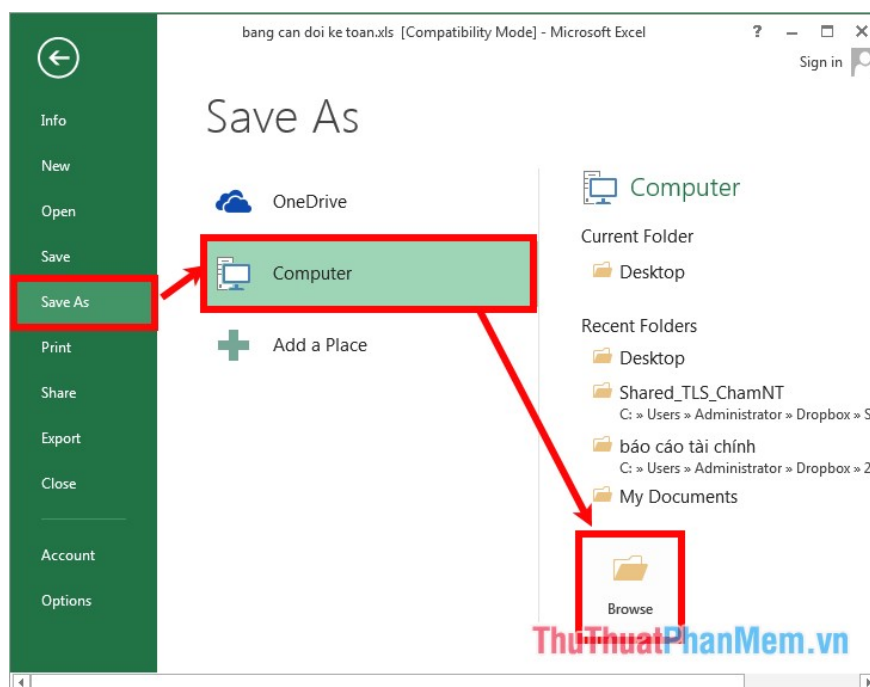 bang can doi ke toan.xls [Compatibility Mode] - Microsoft Excel
?
Sign in
Info
New
Open
Save
Save As
Print
Share
Export
Close
Account
Options
Save As
OneDrive
Computer
Add a Place
Computer
Current Folder
Desktop
Recent Folders
Desktop
Shared_TLS_ChamNT
C: » Users » Administrator » Dropbox » S
báo cáo tài chính
C: » Users » Administrator » Dropbox » 2
My Documents
Browse
ThuThuatPhanMem.vn